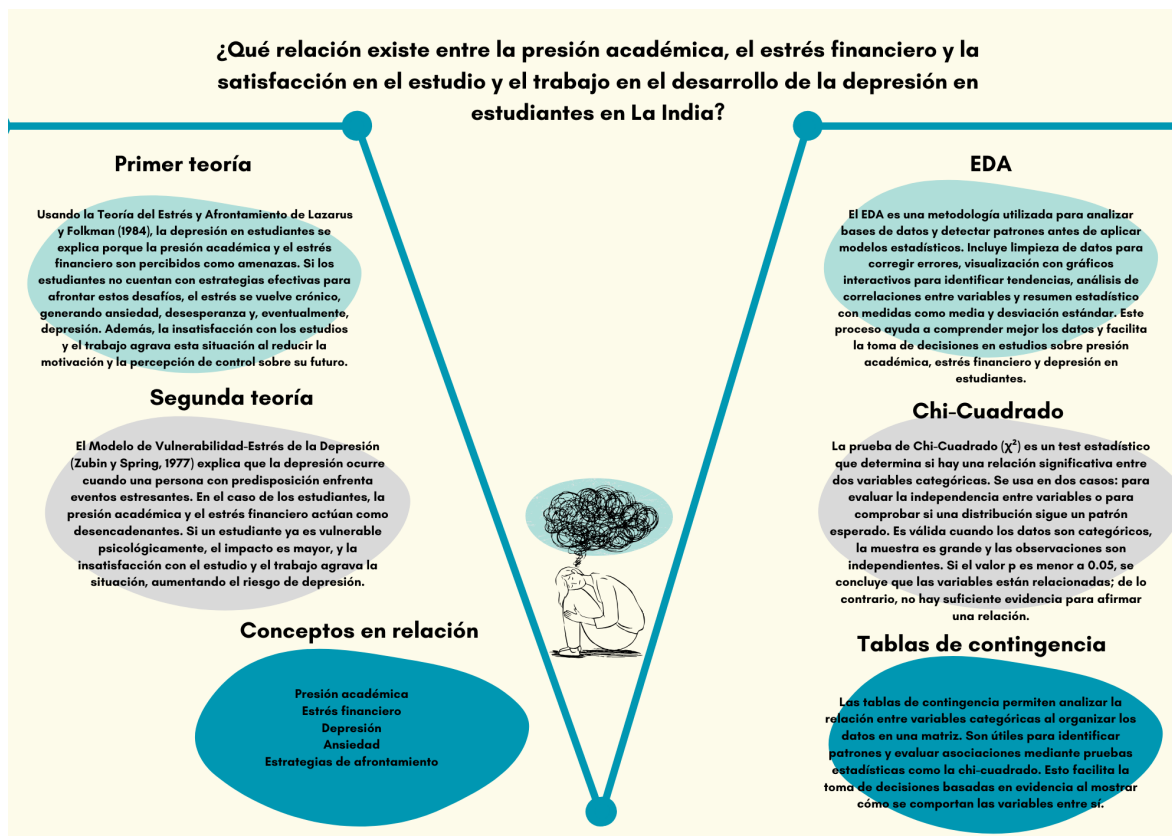 ¿Qué relación existe entre la presión académica, el estrés financiero y la
satisfacción en el estudio y el trabajo en el desarrollo de la depresión en
estudiantes en La India?
Primer teoría
Usando la Teoría del Estrés y Afrontamiento de Lazarus
y Folkman (1984), la depresión en estudiantes se
explica porque la presión académica y el estrés
financiero son percibidos como amenazas. Si los
estudiantes no cuentan con estrategias efectivas para
afrontar estos desafíos, el estrés se vuelve crónico,
generando ansiedad, desesperanza y, eventualmente,
depresión. Además, la insatisfacción con los estudios
y el trabajo agrava esta situación al reducir la
motivación y la percepción de control sobre su futuro.
Segunda teoría
El Modelo de Vulnerabilidad-Estrés de la Depresión
(Zubin y Spring, 1977) explica que la depresión ocurre
cuando una persona con predisposición enfrenta
eventos estresantes. En el caso de los estudiantes, la
presión académica y el estrés financiero actúan como
desencadenantes. Si un estudiante ya es vulnerable
psicológicamente, el impacto es mayor, y la
insatisfacción con el estudio y el trabajo agrava la
situación, aumentando el riesgo de depresión.
Conceptos en relación
Presión académica
Estrés financiero
Depresión
Ansiedad
Estrategias de afrontamiento
EDA
El EDA es una metodología utilizada para analizar
bases de datos y detectar patrones antes de aplicar
modelos estadísticos. Incluye limpieza de datos para
corregir errores, visualización con gráficos
interactivos para identificar tendencias, análisis de
correlaciones entre variables y resumen estadístico
con medidas como media y desviación estándar. Este
proceso ayuda a comprender mejor los datos y facilita
la toma de decisiones en estudios sobre presión
académica, estrés financiero y depresión en
estudiantes.
Chi-Cuadrado
La prueba de Chi-Cuadrado (χ²) es un test estadístico
que determina si hay una relación significativa entre
dos variables categóricas. Se usa en dos casos: para
evaluar la independencia entre variables o para
comprobar si una distribución sigue un patrón
esperado. Es válida cuando los datos son categóricos,
la muestra es grande y las observaciones son
independientes. Si el valor p es menor a 0.05, se
concluye que las variables están relacionadas; de lo
contrario, no hay suficiente evidencia para afirmar
una relación.
Tablas de contingencia
Las tablas de contingencia permiten analizar la
relación entre variables categóricas al organizar los
datos en una matriz. Son útiles para identificar
patrones y evaluar asociaciones mediante pruebas
estadísticas como la chi-cuadrado. Esto facilita la
toma de decisiones basadas en evidencia al mostrar
cómo se comportan las variables entre sí.